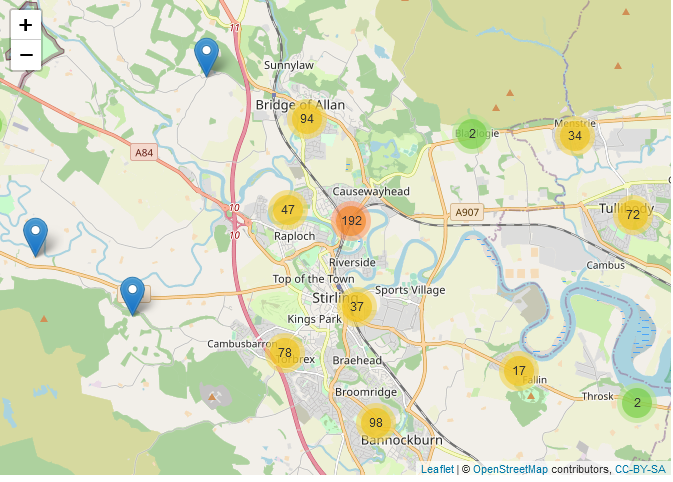 +
−
11
Sunnylaw
Bridge of Allan
94
Blairlogie
2
Menstrie
34
A84
Causewayhead
47
10
192
A907
Tullibody
72
10
Raploch
Riverside
Cambus
Top of the Town
Sports Village
Stirling
37
Kings Park
Cambusbarron
78
Torbrex
Braehead
17
Fallin
Broomridge
Throsk
2
98
Bannockburn
Leaflet | © OpenStreetMap contributors, CC-BY-SA